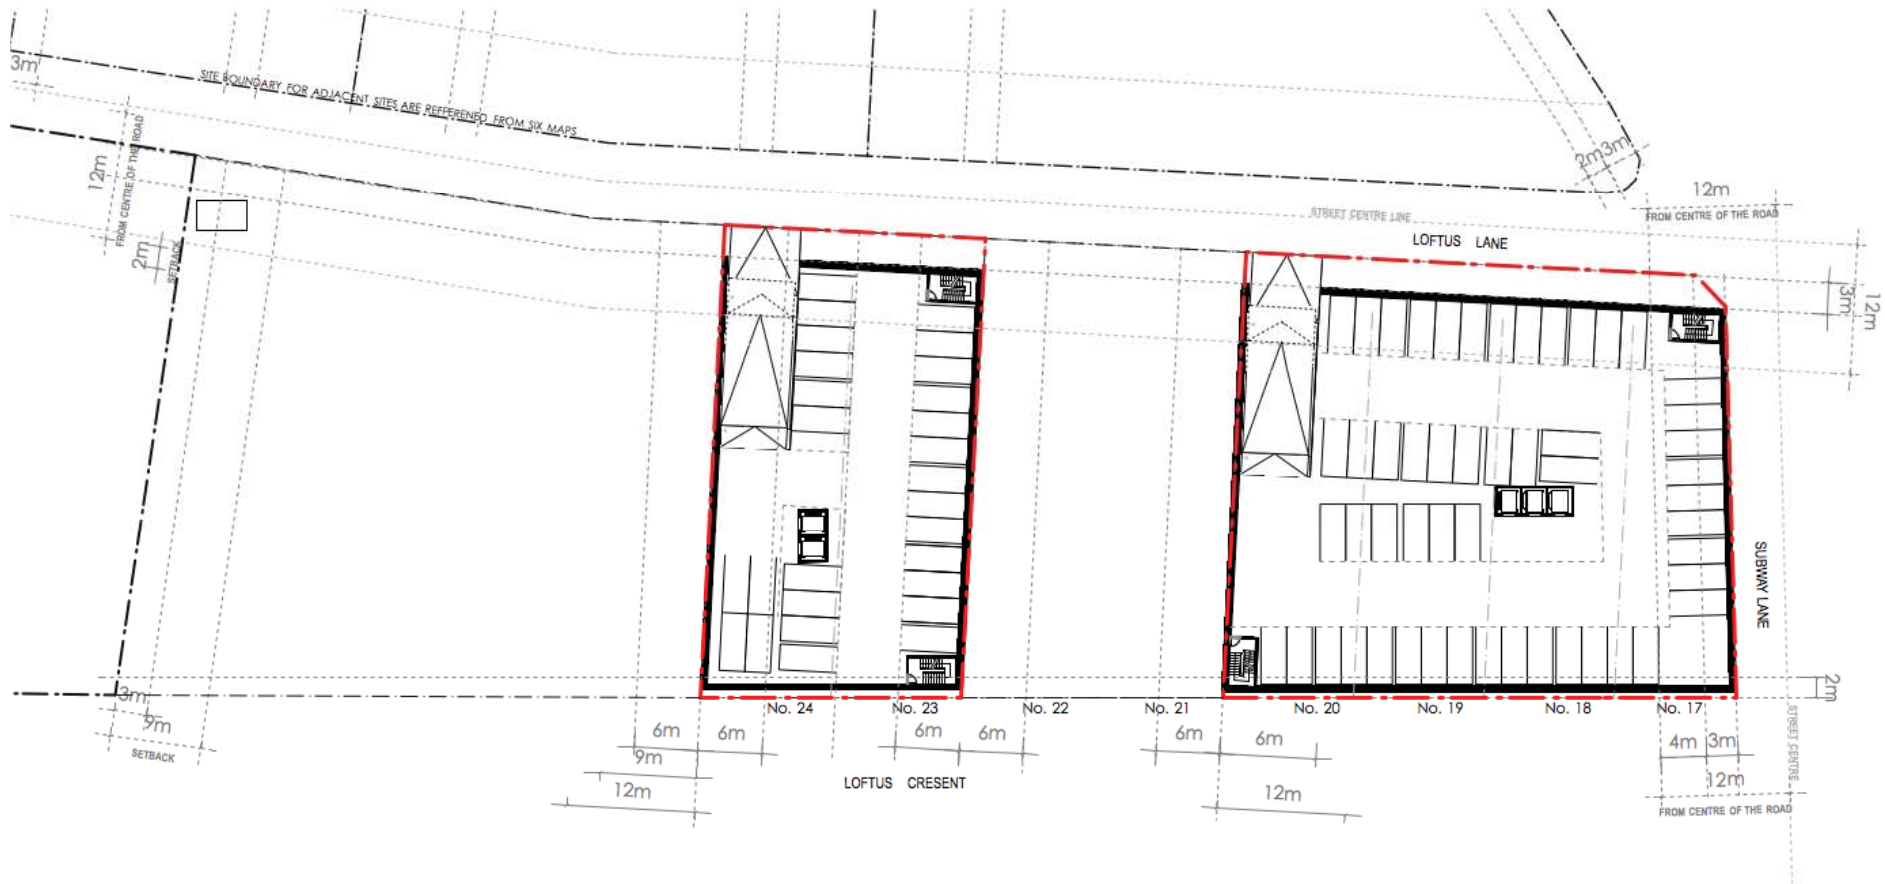 3m
SITE BOUNDARY FOR ADJACENT SITES ARE REFFERENED FROM SIX MAPS
12m
FROM CENTRE OF THE ROAD
2m
SETBACK
2m3m
12m
FROM CENTRE OF THE ROAD
STREET CENTRE LINE
LOFTUS LANE
3m
12m
SUBWAY LANE
2m
STREET CENTRE
3m
9m
SETBACK
No. 24
No. 23
No. 22
No. 21
No. 20
No. 19
No. 18
No. 17
6m
6m
6m
6m
6m
6m
4m
3m
9m
12m
LOFTUS CRESENT
12m
12m
FROM CENTRE OF THE ROAD